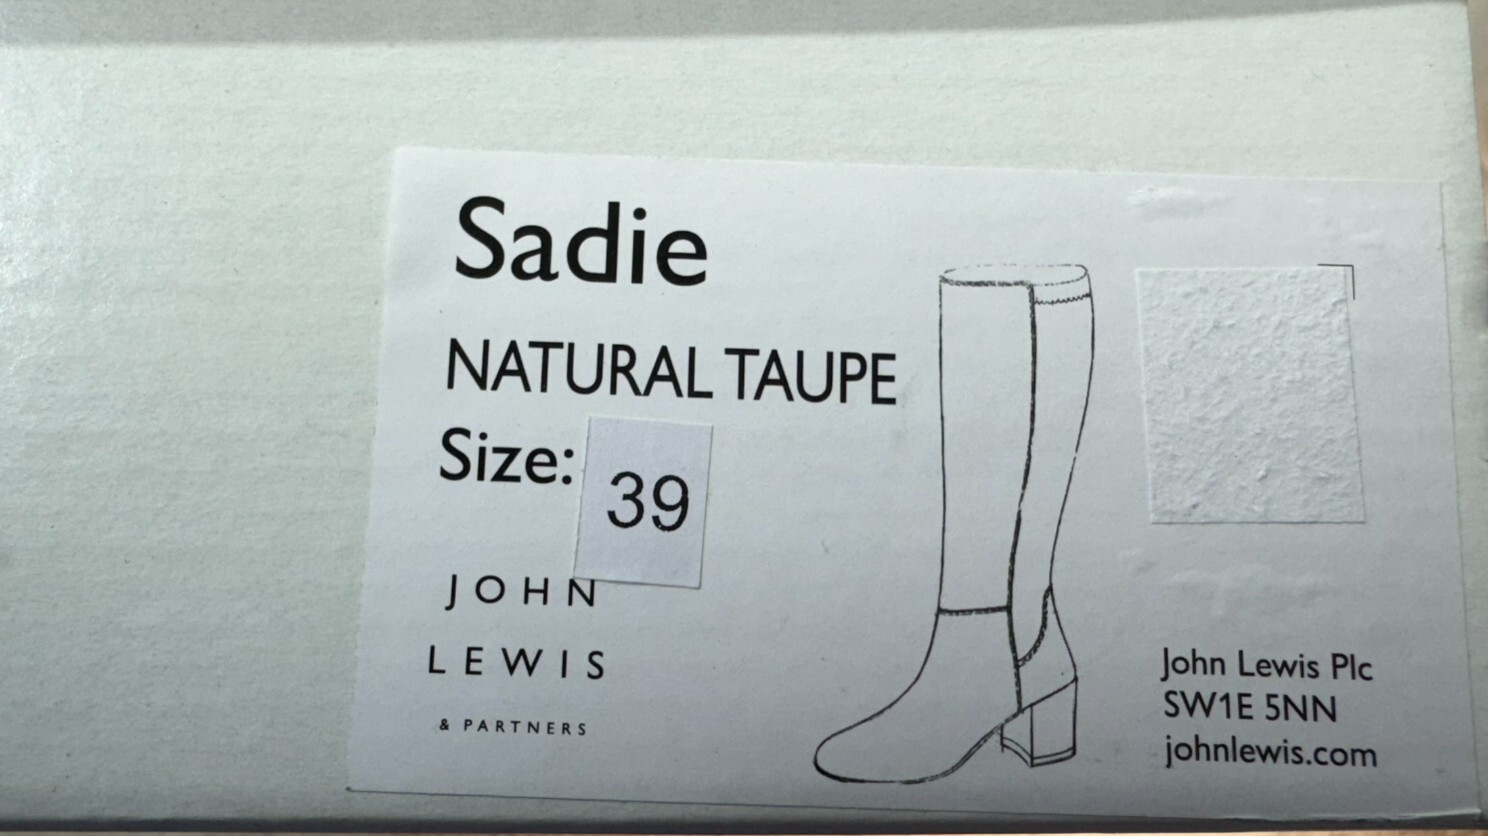 Sadie
NATURAL TAUPE
Size: 39
JOHN
LEWIS
& PARTNERS
John Lewis Plc
SW1E 5NN
johnlewis.com